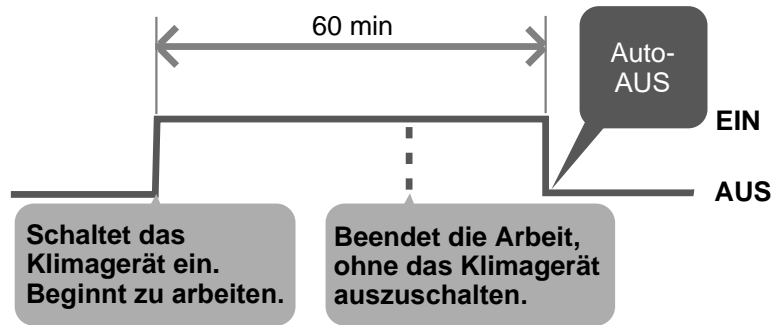 60 min
Auto-
AUS
EIN
AUS
Schaltet das
Klimagerät ein.
Beginnt zu arbeiten.
Beendet die Arbeit,
ohne das Klimagerät
auszuschalten.